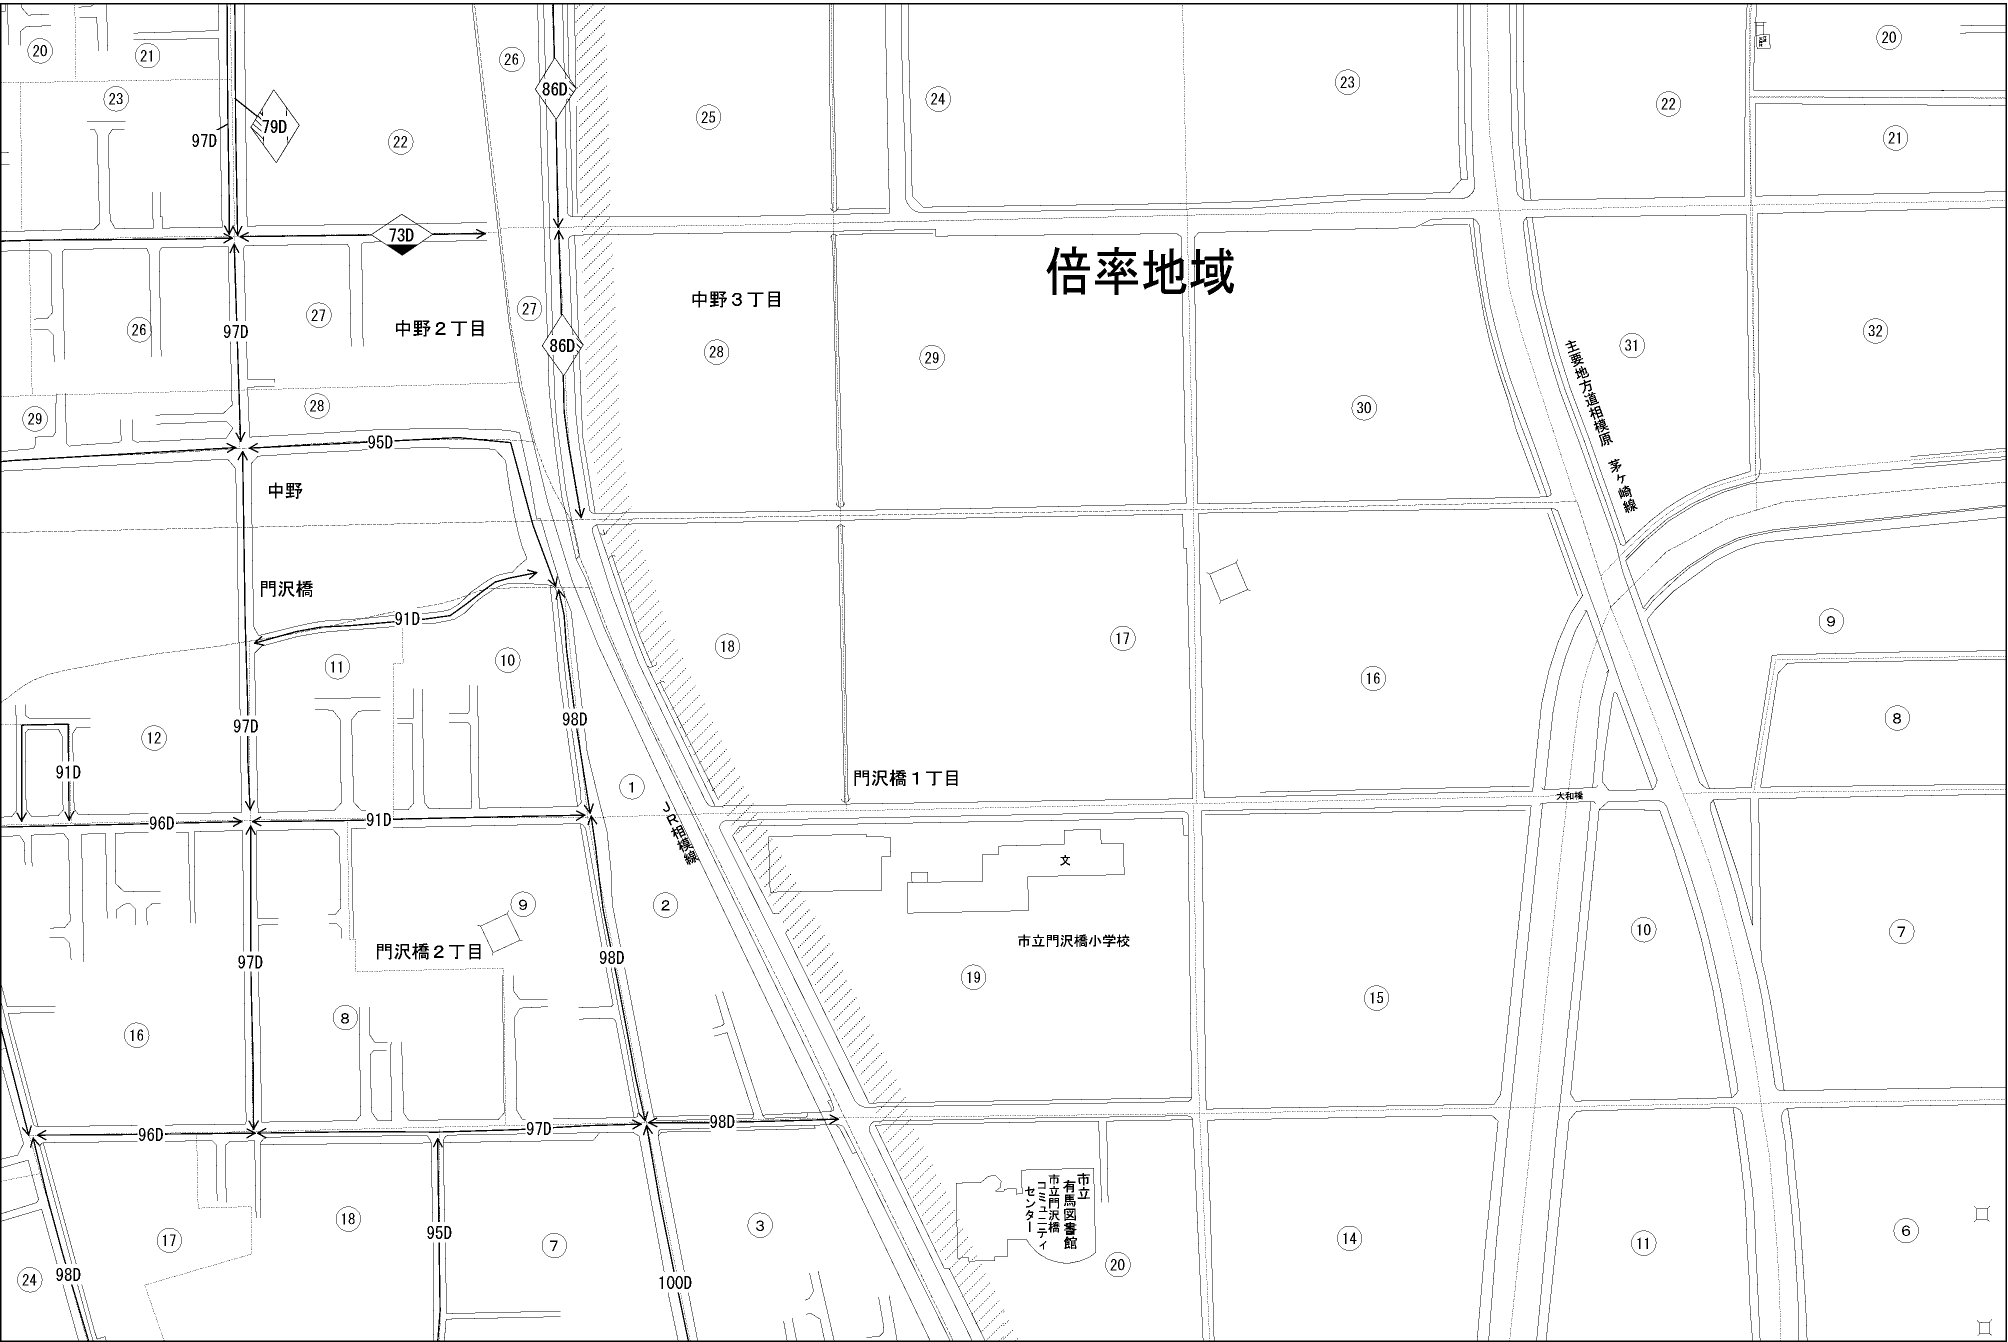 20
21
26
86D
25
24
23
22
20
23
79D
97D
22
21
73D
倍率地域
26
97D
27
中野２丁目
27
86D
中野３丁目
28
29
30
主要地方道相模原 茅ケ崎線
31
32
29
28
95D
中野
門沢橋
91D
11
10
18
17
16
9
8
12
97D
98D
91D
1
門沢橋１丁目
大和橋
96D
91D
JR相模線
文
9
2
門沢橋２丁目
97D
98D
市立門沢橋小学校
19
15
10
7
16
8
96D
97D
98D
17
18
95D
7
3
市立
有馬図書館
市立門沢橋
コミュニティ
センター
24
98D
100D
20
14
11
6